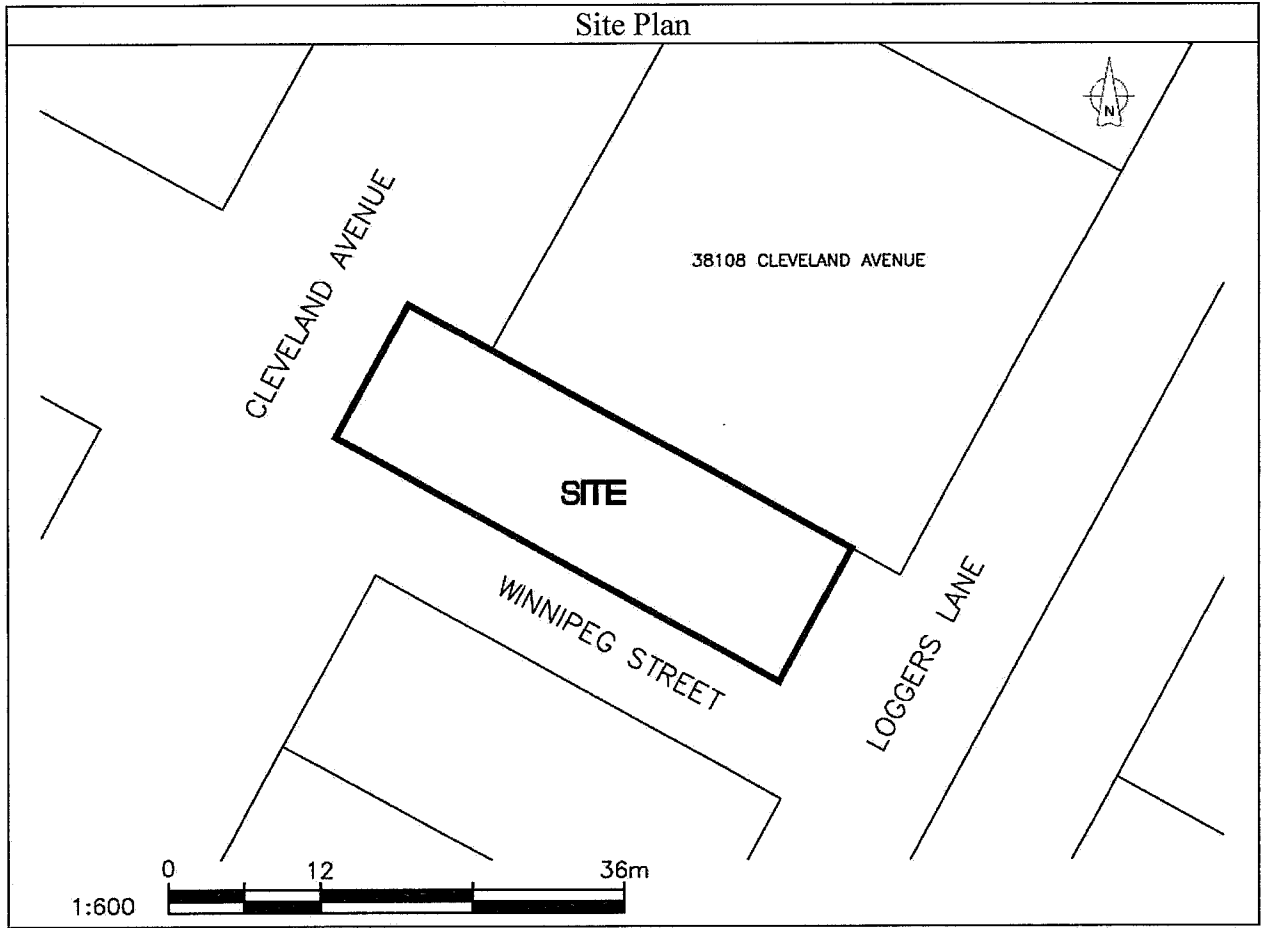 Site Plan
N
CLEVELAND AVENUE
38108 CLEVELAND AVENUE
SITE
WINNIPEG STREET
LOGGERS LANE
0 12 36m
1:600